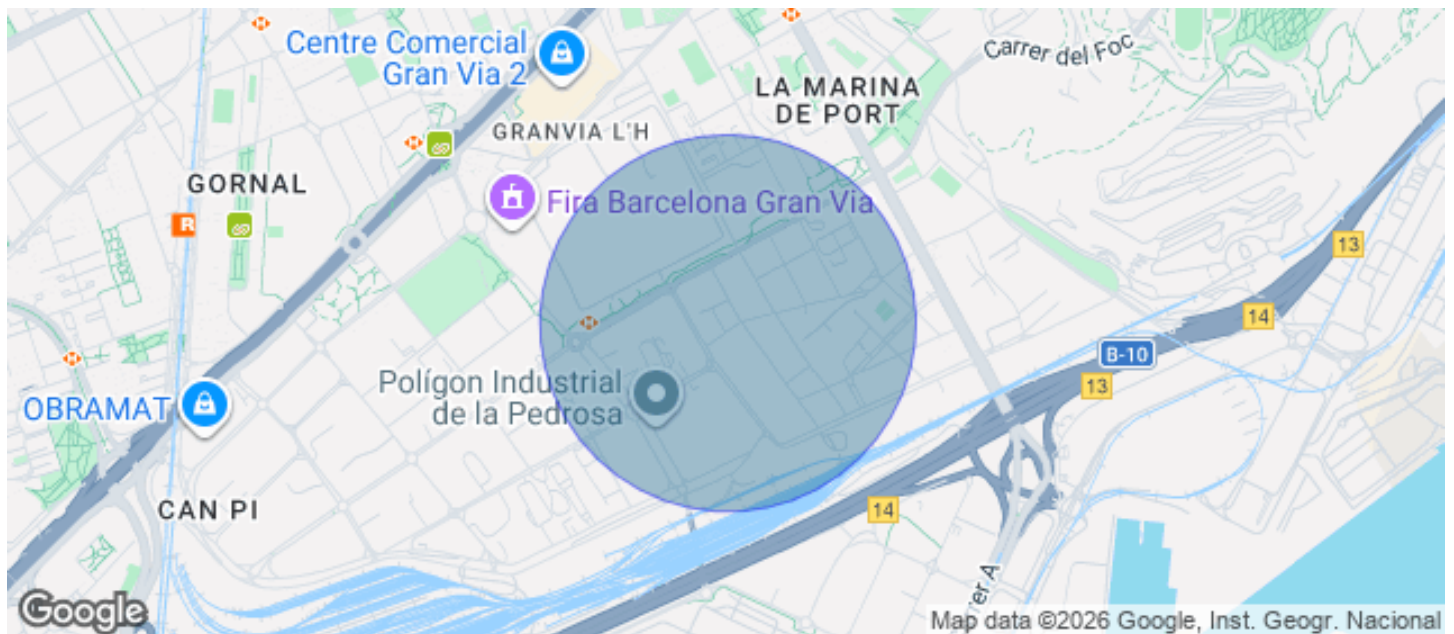 Centre Comercial
Gran Via 2
Carrer del Foc
LA MARINA
DE PORT
GRANVIA L'H
GORNAL
R
Fira Barcelona Gran Via
13
14
B-10
13
Polígon Industrial
de la Pedrosa
OBRAMAT
CAN PI
14
er A
Google
Map data ©2026 Google, Inst. Geogr. Nacional